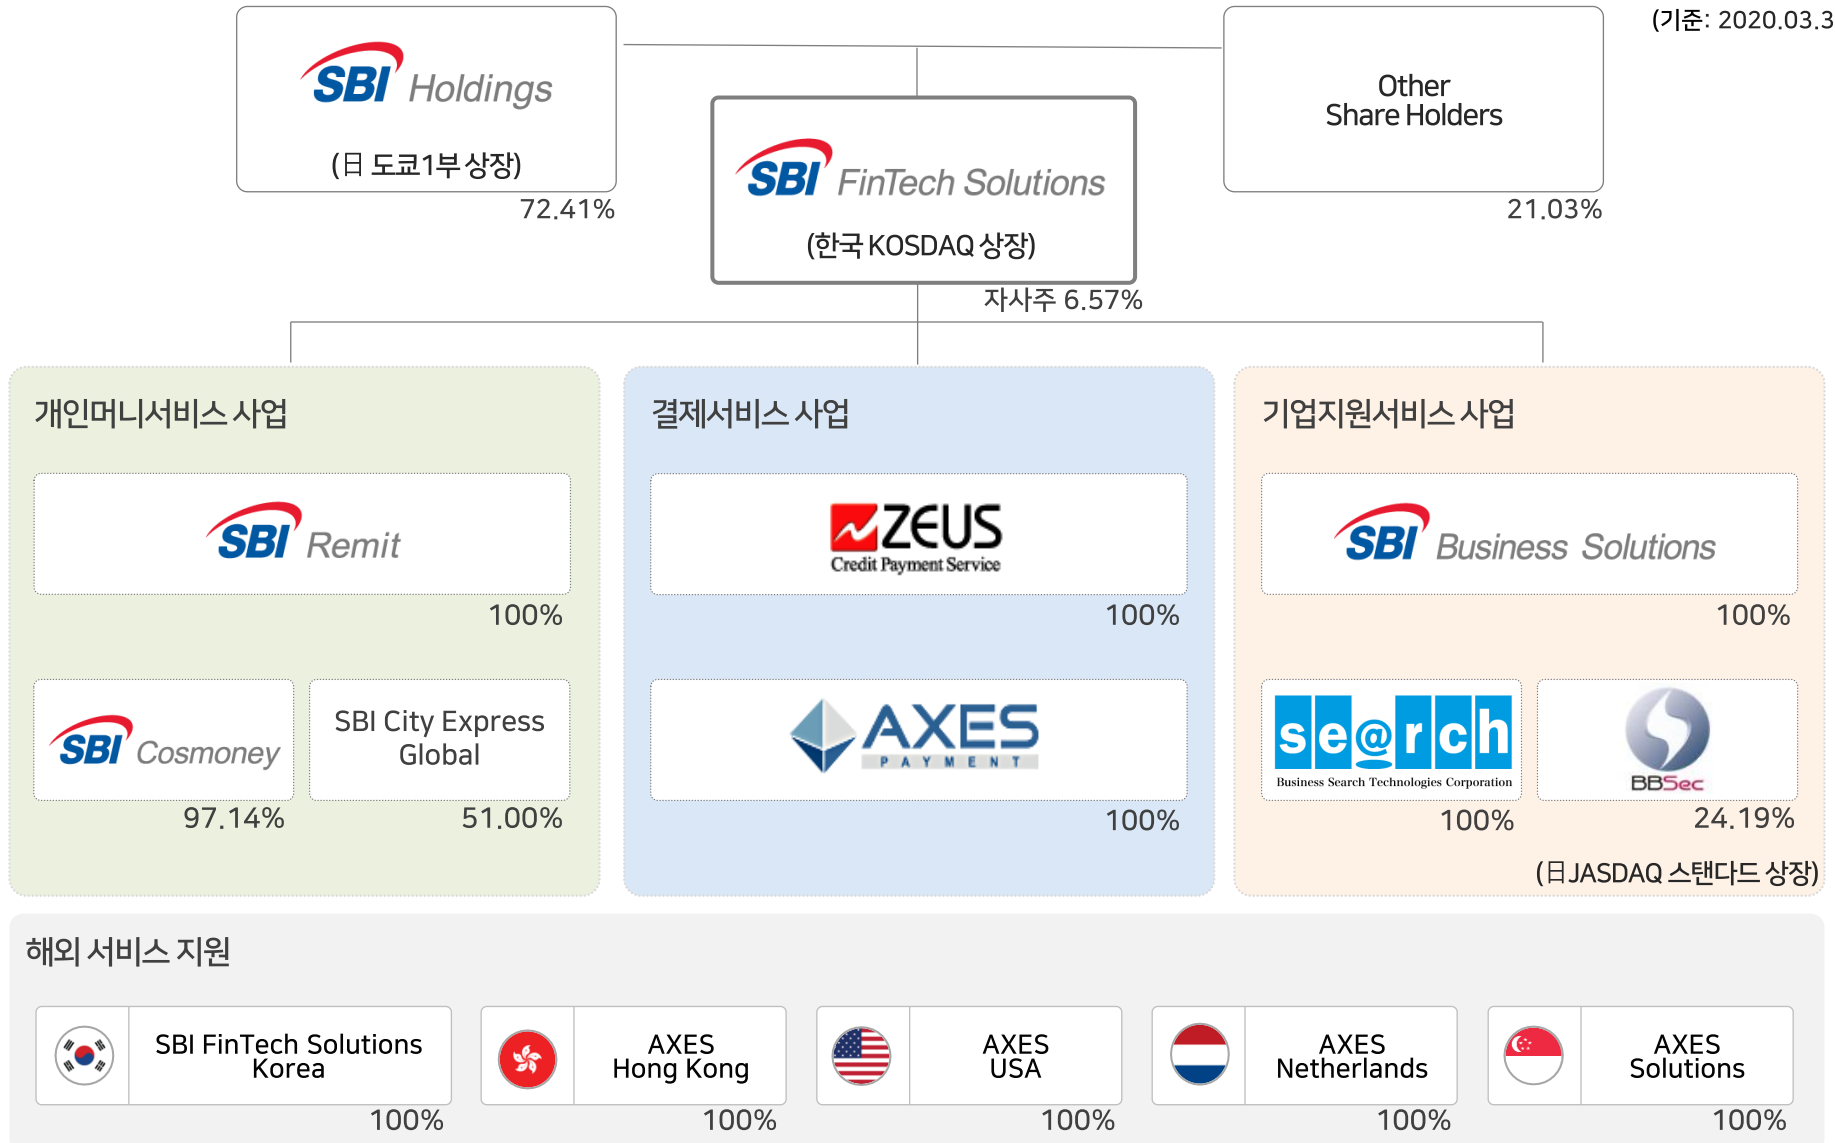 (기준: 2020.03.3
SBI Holdings
(日 도쿄1부 상장)
72.41%
SBI FinTech Solutions
(한국 KOSDAQ 상장)
자사주 6.57%
Other
Share Holders
21.03%
개인머니서비스 사업
SBI Remit
100%
SBI Cosmoney
97.14%
SBI City Express
Global
51.00%
결제서비스 사업
ZEUS
Credit Payment Service
100%
AXES
PAYMENT
100%
기업지원서비스 사업
SBI Business Solutions
100%
se@rch
Business Search Technologies Corporation
100%
BBSec
24.19%
(日JASDAQ 스탠다드 상장)
해외 서비스 지원
SBI FinTech Solutions
Korea
100%
AXES
Hong Kong
100%
AXES
USA
100%
AXES
Netherlands
100%
AXES
Solutions
100%